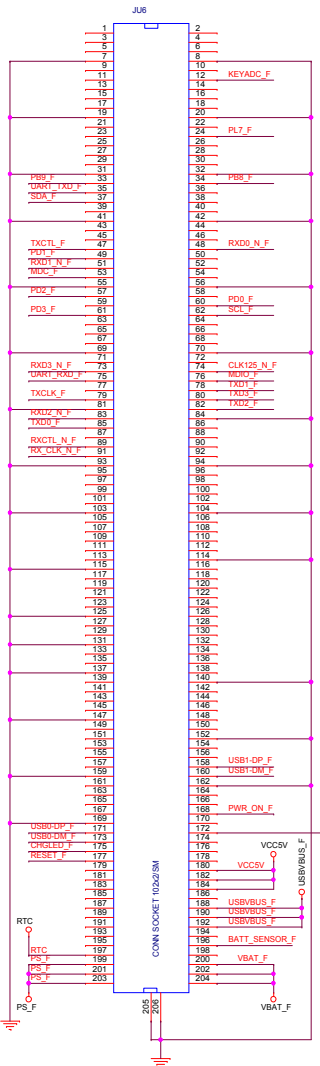 JU6
1 2
3 4
5 6
7 8
9 10
11 12 KEYADC_F
13 14
15 16
17 18
19 20
21 22
23 24 PL7_F
25 26
27 28
29 30
31 32
PB9_F 33 34 PB8_F
UART_TXD_F 35 36
SDA_F 37 38
39 40
41 42
43 44
45 46
TXCTL_F 47 48 RXD0_N_F
PD1_F 49 50
RXD1_N_F 51 52
MDC_F 53 54
55 56
PD2_F 57 58
59 60 PD0_F
PD3_F 61 62 SCL_F
63 64
65 66
67 68
69 70
71 72
RXD3_N_F 73 74 CLK125_N_F
UART_RXD_F 75 76 MDIO_F
77 78 TXD1_F
TXCLK_F 79 80 TXD3_F
81 82 TXD2_F
RXD2_N_F 83 84
TXD0_F 85 86
87 88
RXCTL_N_F 89 90
RX_CLK_N_F 91 92
93 94
95 96
97 98
99 100
101 102
103 104
105 106
107 108
109 110
111 112
113 114
115 116
117 118
119 120
121 122
123 124
125 126
127 128
129 130
131 132
133 134
135 136
137 138
139 140
141 142
143 144
145 146
147 148
149 150
151 152
153 154
155 156
157 158 USB1-DP_F
159 160 USB1-DM_F
161 162
163 164
165 166
167 168 PWR_ON_F
169 170
USB0-DP_F 171 172
USB0-DM_F 173 174
CHGLED_F 175 176
RESET_F 177 178
179 180 VCC5V
181 182
183 184
185 186
187 188 USBVBUS_F
189 190 USBVBUS_F
191 192 USBVBUS_F
193 194
195 196 BATT_SENSOR_F
RTC 197 198
PS_F 199 200 VBAT_F
PS_F 201 202
PS_F 203 204
VCC5V
USBVBUS_F
RTC
PS_F
VBAT_F
CONN SOCKET 102x2/SM
205
206